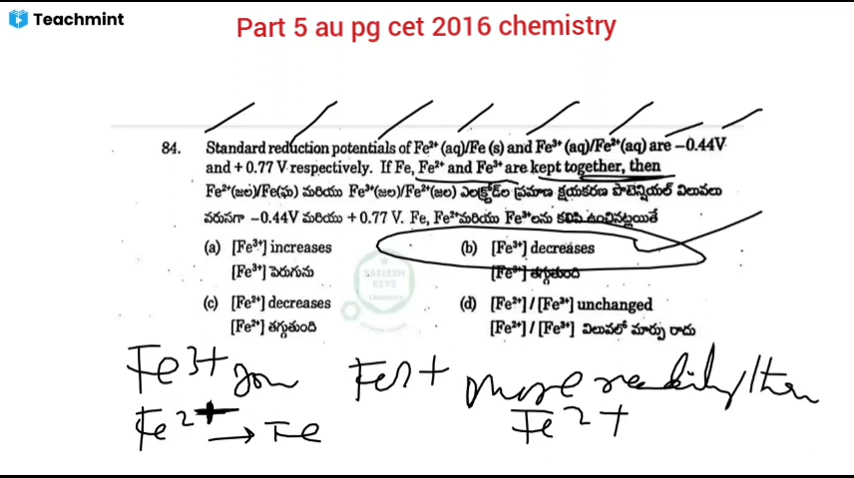 Teachmint
Part 5 au pg cet 2016 chemistry
84. Standard reduction potentials of Fe²⁺ (aq)/Fe (s) and Fe³⁺ (aq)/Fe²⁺(aq) are –0.44V
and + 0.77 V respectively. If Fe, Fe²⁺ and Fe³⁺ are kept together, then
Fe²⁺(జల)/Fe(ఘ) మరియు Fe³⁺(జల)/Fe²⁺(జల) ఎలక్ట్రోడ్‌ల ప్రమాణ క్షయకరణ పొటెన్షియల్ విలువలు
వరుసగా –0.44V మరియు + 0.77 V. Fe, Fe²⁺మరియు Fe³⁺లను కలిపి ఉంచినట్లయితే
(a) [Fe³⁺] increases (b) [Fe³⁺] decreases
[Fe³⁺] పెరుగును [Fe³⁺] తగ్గుతుంది
(c) [Fe²⁺] decreases (d) [Fe²⁺] / [Fe³⁺] unchanged
[Fe²⁺] తగ్గుతుంది [Fe²⁺] / [Fe³⁺] విలువలో మార్పు రాదు
SATEESH
KEYS
Fe3+ Fe + more readily than
Fe2+ → Fe Fe2+